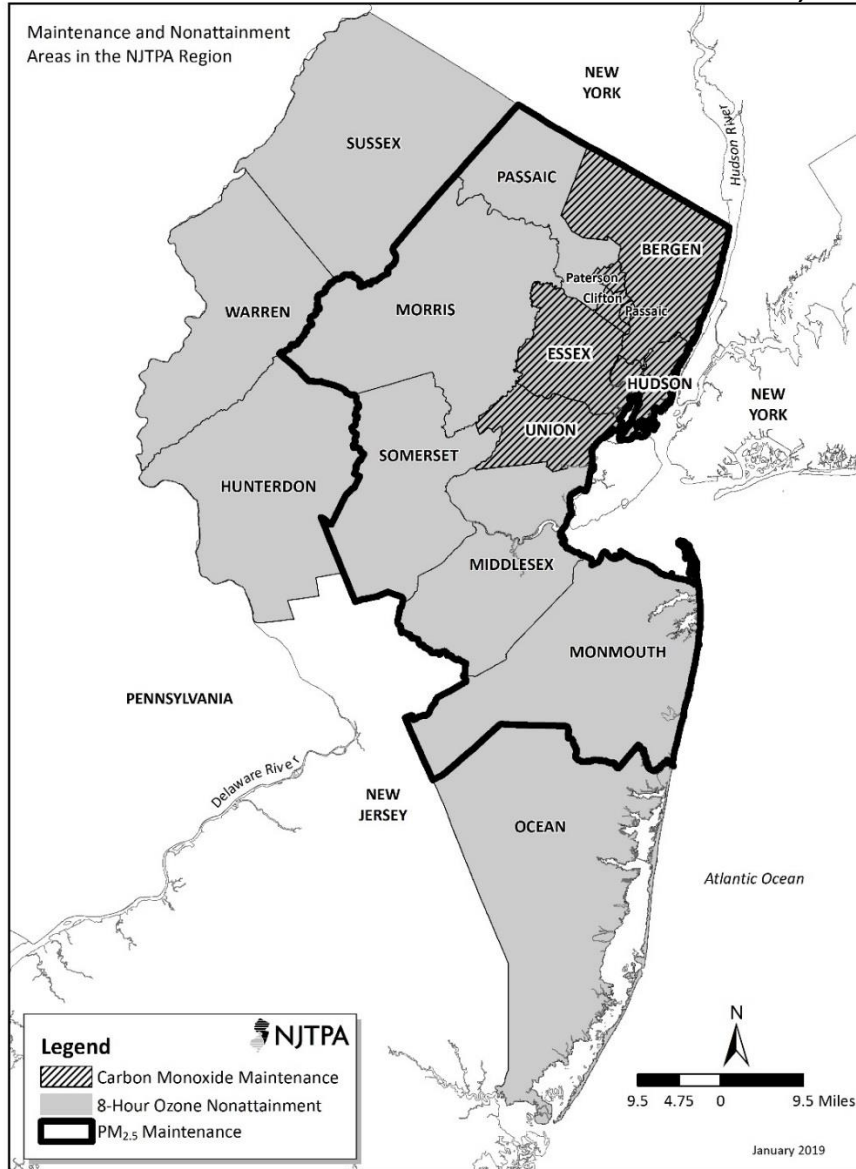 Maintenance and Nonattainment
Areas in the NJTPA Region
NEW
YORK
Hudson River
SUSSEX
PASSAIC
BERGEN
Paterson
Clifton
Passaic
WARREN
MORRIS
ESSEX
HUDSON
NEW
YORK
UNION
SOMERSET
HUNTERDON
MIDDLESEX
MONMOUTH
PENNSYLVANIA
Delaware River
NEW
JERSEY
OCEAN
Atlantic Ocean
Legend
NJTPA
Carbon Monoxide Maintenance
8-Hour Ozone Nonattainment
PM2.5 Maintenance
N
9.5 4.75 0 9.5 Miles
January 2019